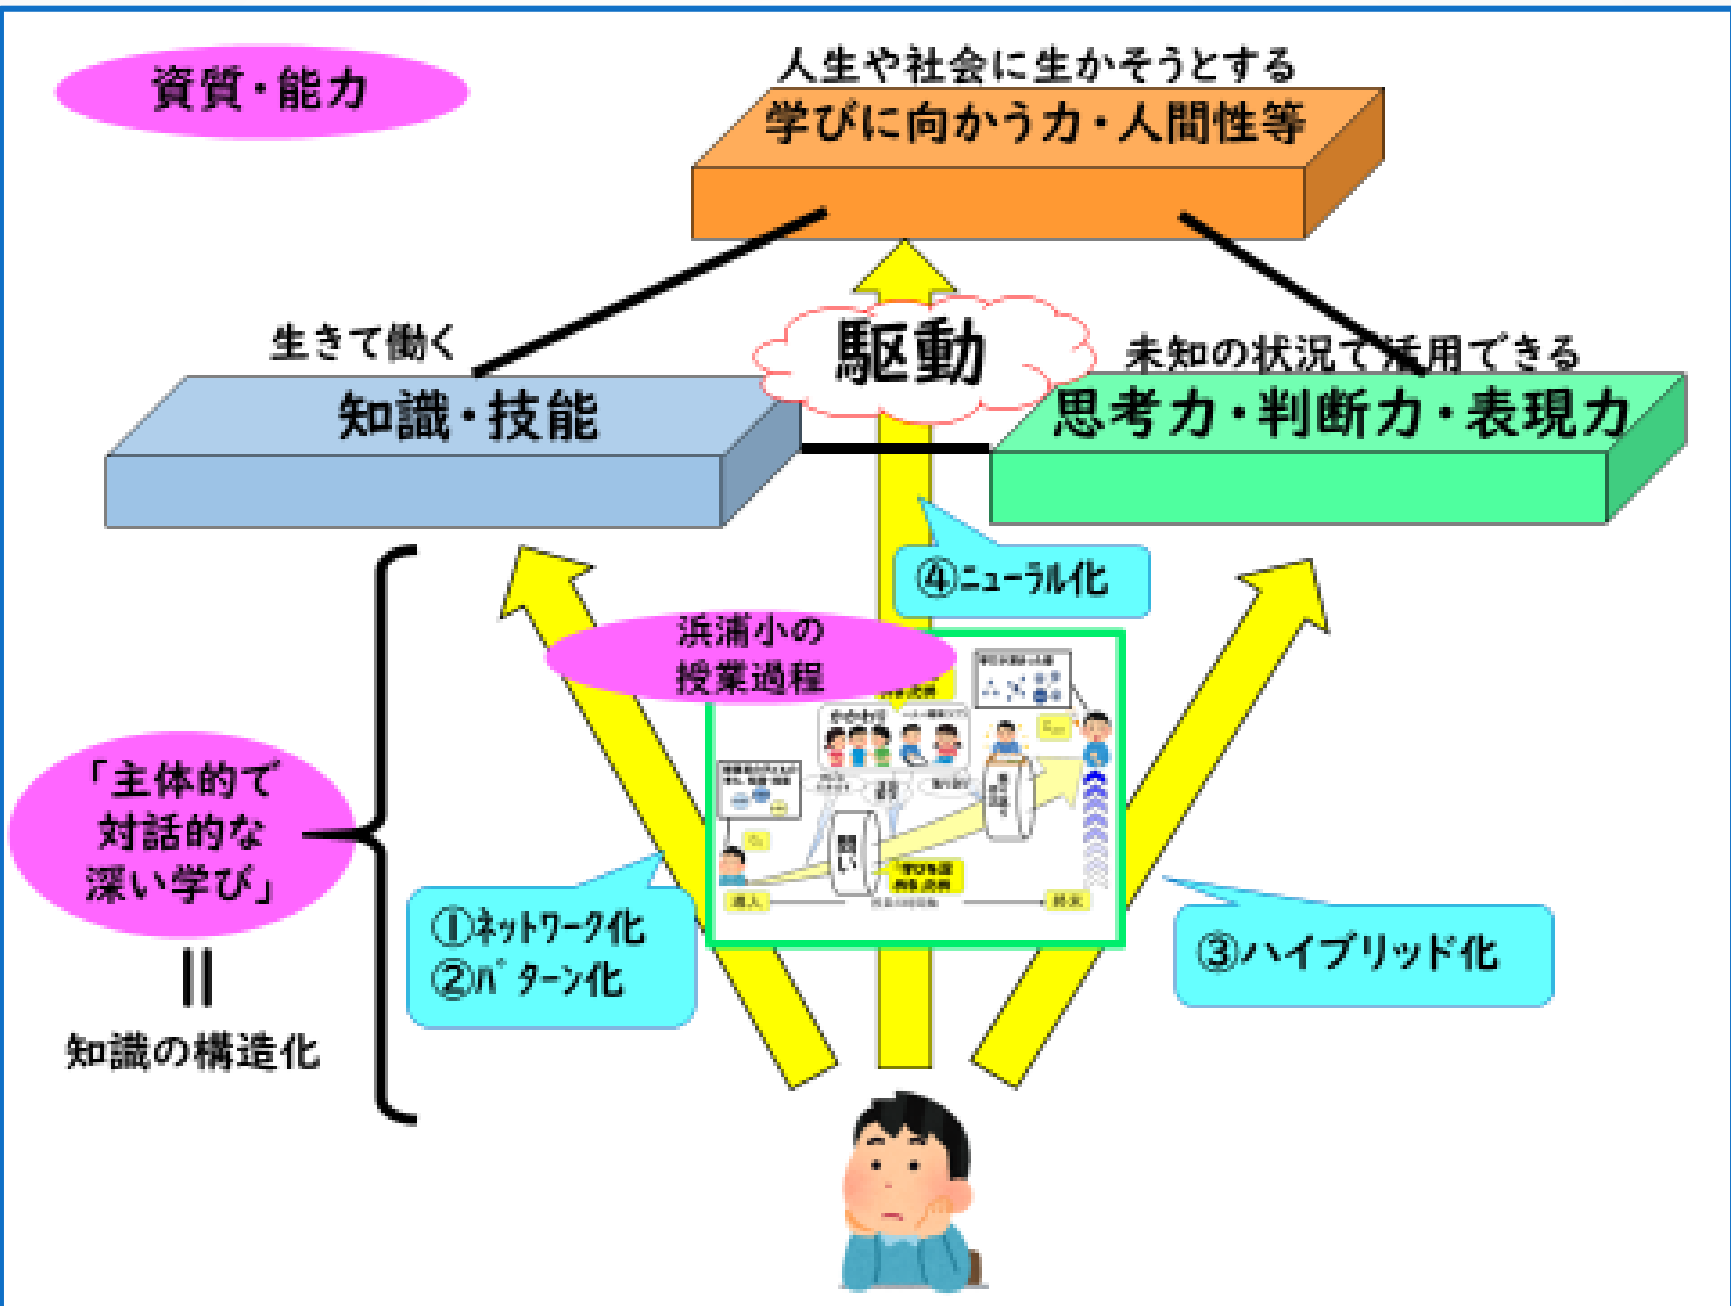 資質・能力
人生や社会に生かそうとする
学びに向かう力・人間性等
生きて働く
知識・技能
駆動
未知の状況で活用できる
思考力・判断力・表現力
④ニューラル化
浜浦小の
授業過程
かかわり
問い
導入
終末
「主体的で
対話的な
深い学び」
知識の構造化
①ネットワーク化
②パターン化
③ハイブリッド化